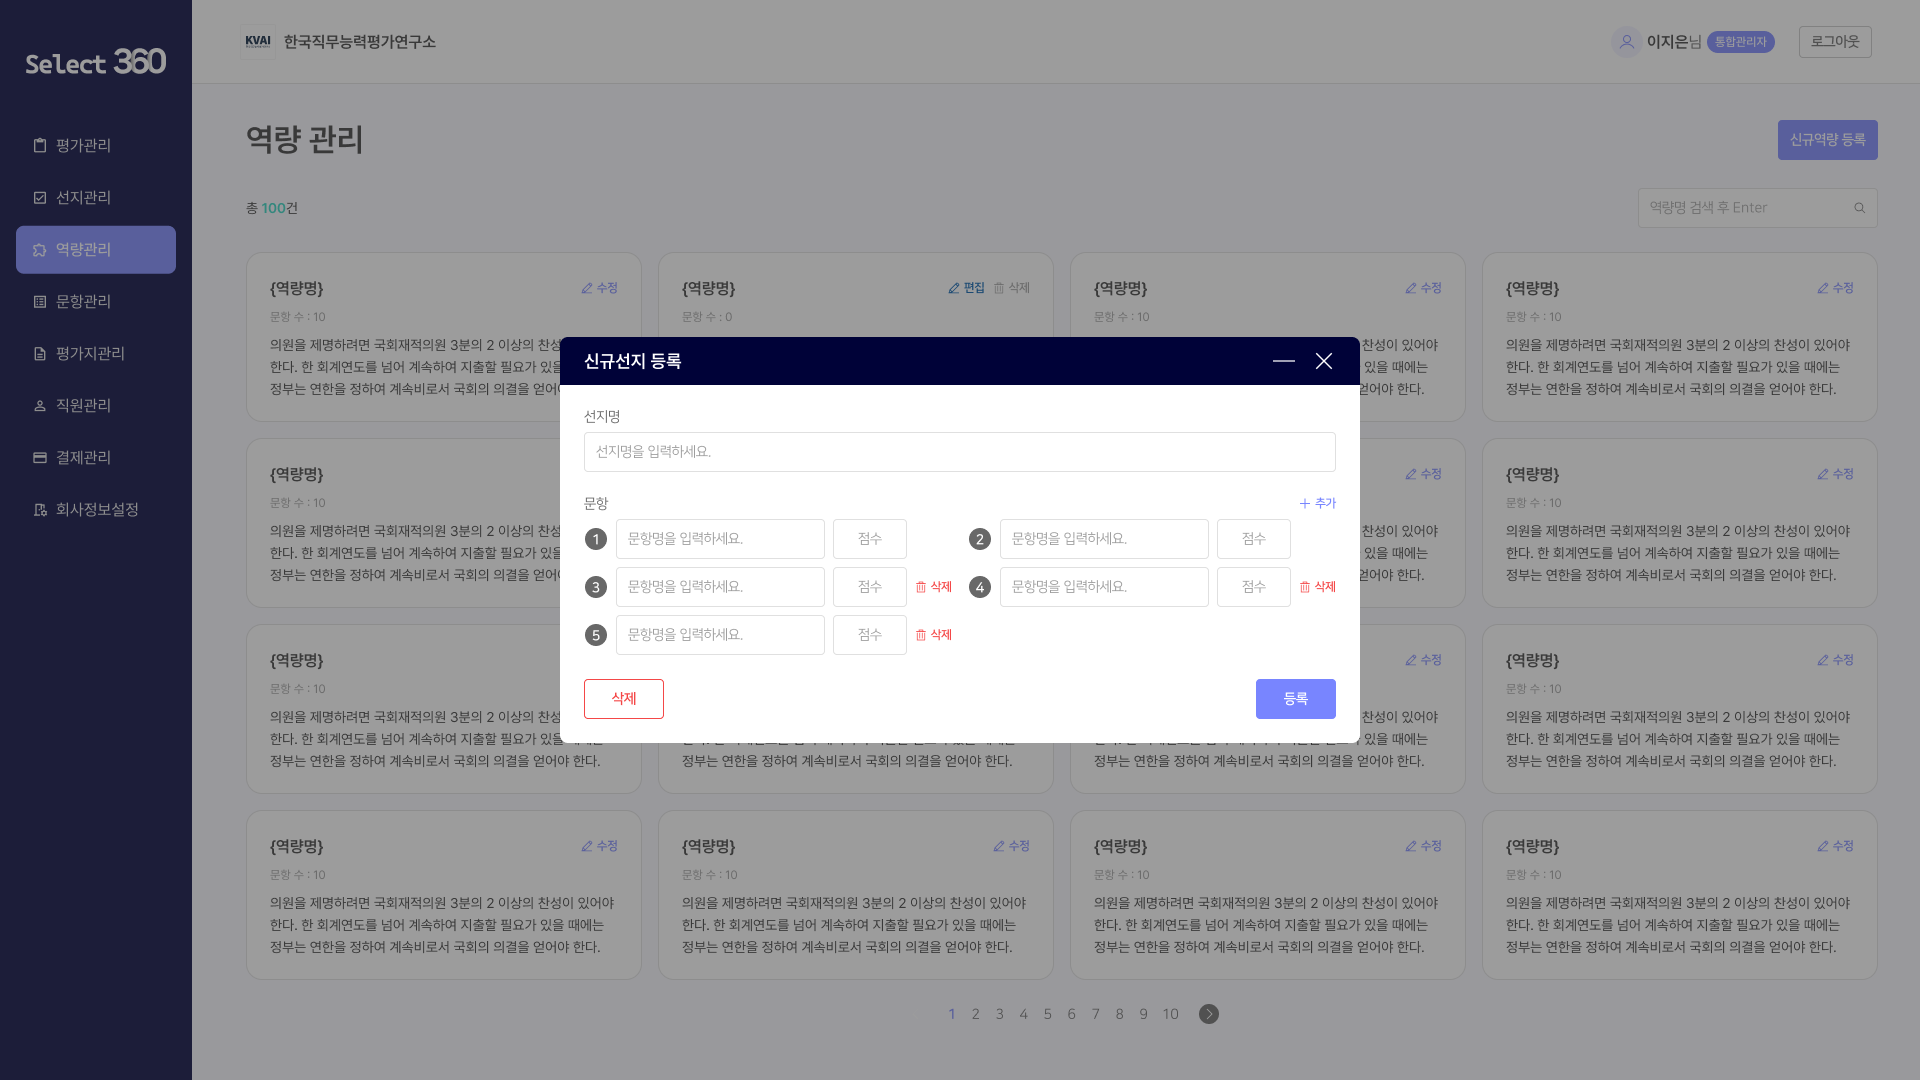 Select 360
평가관리
선지관리
역량관리
문항관리
평가지관리
직원관리
결제관리
회사정보설정
KVAI 한국직무능력평가연구소
이지은님 통합관리자 로그아웃
역량 관리
신규역량 등록
총 100건
역량명 검색 후 Enter
{역량명} 수정
문항 수 : 10
의원을 제명하려면 국회재적의원 3분의 2 이상의 찬성
한다. 한 회계연도를 넘어 계속하여 지출할 필요가 있을
정부는 연한을 정하여 계속비로서 국회의 의결을 얻어야
{역량명} 편집 삭제
문항 수 : 0
{역량명} 수정
문항 수 : 10
찬성이 있어야
있을 때에는
얻어야 한다.
{역량명} 수정
문항 수 : 10
의원을 제명하려면 국회재적의원 3분의 2 이상의 찬성이 있어야
한다. 한 회계연도를 넘어 계속하여 지출할 필요가 있을 때에는
정부는 연한을 정하여 계속비로서 국회의 의결을 얻어야 한다.
신규선지 등록
선지명
선지명을 입력하세요.
문항 추가
1 문항명을 입력하세요. 점수
2 문항명을 입력하세요. 점수
3 문항명을 입력하세요. 점수 삭제
4 문항명을 입력하세요. 점수 삭제
5 문항명을 입력하세요. 점수 삭제
삭제 등록
{역량명}
문항 수 : 10
의원을 제명하려면 국회재적의원 3분의 2 이상의 찬성
한다. 한 회계연도를 넘어 계속하여 지출할 필요가 있을
정부는 연한을 정하여 계속비로서 국회의 의결을 얻어야
수정
찬성이 있어야
있을 때에는
얻어야 한다.
{역량명} 수정
문항 수 : 10
의원을 제명하려면 국회재적의원 3분의 2 이상의 찬성이 있어야
한다. 한 회계연도를 넘어 계속하여 지출할 필요가 있을 때에는
정부는 연한을 정하여 계속비로서 국회의 의결을 얻어야 한다.
{역량명}
문항 수 : 10
의원을 제명하려면 국회재적의원 3분의 2 이상의 찬성
한다. 한 회계연도를 넘어 계속하여 지출할 필요가 있을 때에는
정부는 연한을 정하여 계속비로서 국회의 의결을 얻어야 한다.
정부는 연한을 정하여 계속비로서 국회의 의결을 얻어야 한다.
수정
찬성이 있어야
있을 때에는
정부는 연한을 정하여 계속비로서 국회의 의결을 얻어야 한다.
{역량명} 수정
문항 수 : 10
의원을 제명하려면 국회재적의원 3분의 2 이상의 찬성이 있어야
한다. 한 회계연도를 넘어 계속하여 지출할 필요가 있을 때에는
정부는 연한을 정하여 계속비로서 국회의 의결을 얻어야 한다.
{역량명} 수정
문항 수 : 10
의원을 제명하려면 국회재적의원 3분의 2 이상의 찬성이 있어야
한다. 한 회계연도를 넘어 계속하여 지출할 필요가 있을 때에는
정부는 연한을 정하여 계속비로서 국회의 의결을 얻어야 한다.
{역량명} 수정
문항 수 : 10
의원을 제명하려면 국회재적의원 3분의 2 이상의 찬성이 있어야
한다. 한 회계연도를 넘어 계속하여 지출할 필요가 있을 때에는
정부는 연한을 정하여 계속비로서 국회의 의결을 얻어야 한다.
{역량명} 수정
문항 수 : 10
의원을 제명하려면 국회재적의원 3분의 2 이상의 찬성이 있어야
한다. 한 회계연도를 넘어 계속하여 지출할 필요가 있을 때에는
정부는 연한을 정하여 계속비로서 국회의 의결을 얻어야 한다.
{역량명} 수정
문항 수 : 10
의원을 제명하려면 국회재적의원 3분의 2 이상의 찬성이 있어야
한다. 한 회계연도를 넘어 계속하여 지출할 필요가 있을 때에는
정부는 연한을 정하여 계속비로서 국회의 의결을 얻어야 한다.
1 2 3 4 5 6 7 8 9 10